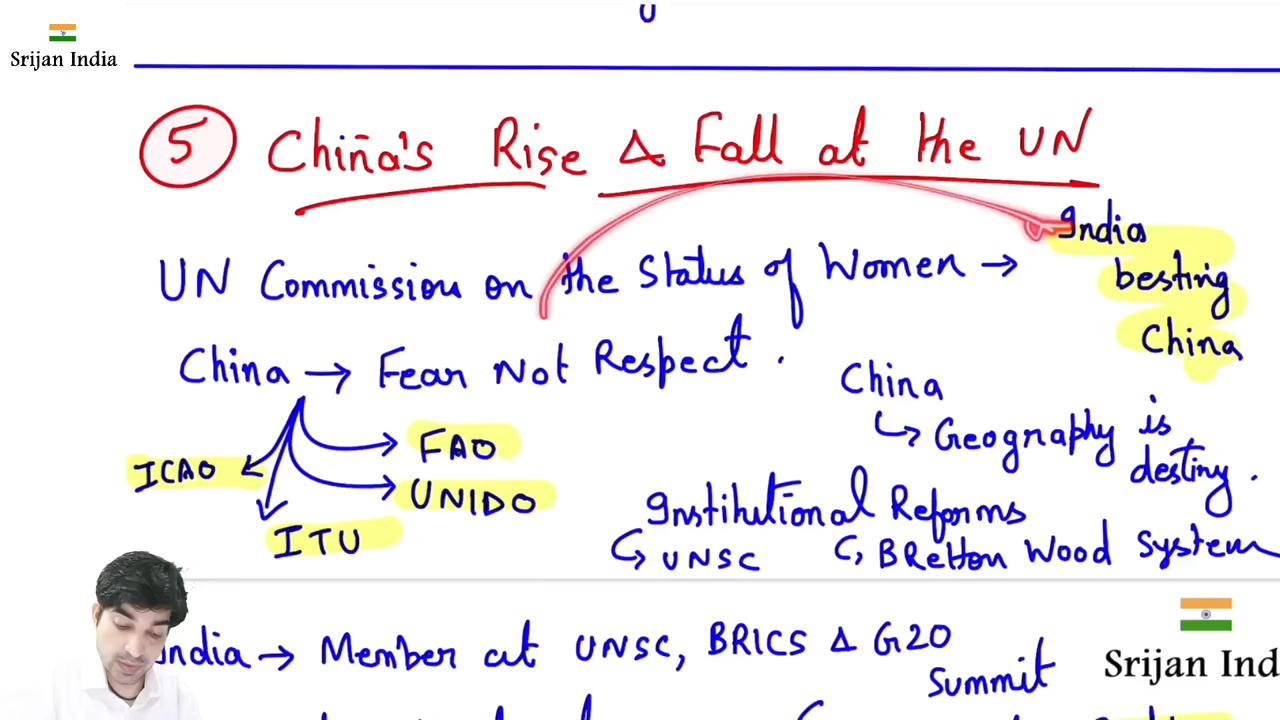 Srijan India
5 China's Rise & Fall at the UN
UN Commission on the Status of Women → India
besting
China
China → Fear Not Respect.
China
↳ Geography is
destiny.
FAO
ICAO
UNIDO
ITU
Institutional Reforms
↳ UNSC ↳ Bretton Wood System
India → Member at UNSC, BRICS & G20
Summit
Srijan Ind